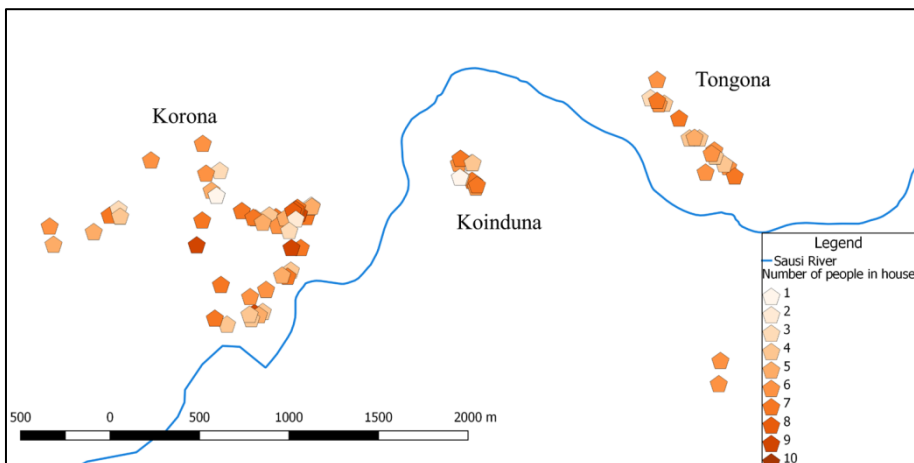 Tongona
Korona
Koinduna
Legend
Sausi River
Number of people in house
1
2
3
4
5
6
7
8
9
10
500 0 500 1000 1500 2000 m